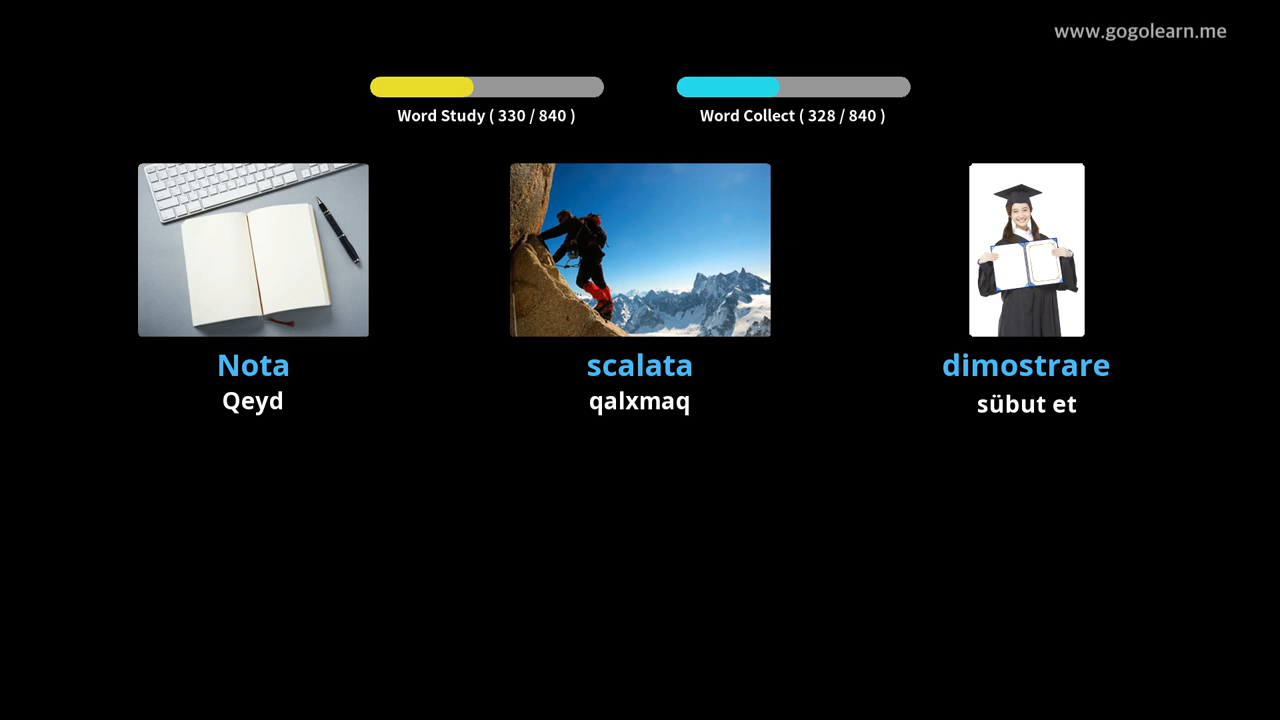 www.gogolearn.me
Word Study ( 330 / 840 )
Word Collect ( 328 / 840 )
Nota
Qeyd
scalata
qalxmaq
dimostrare
sübut et